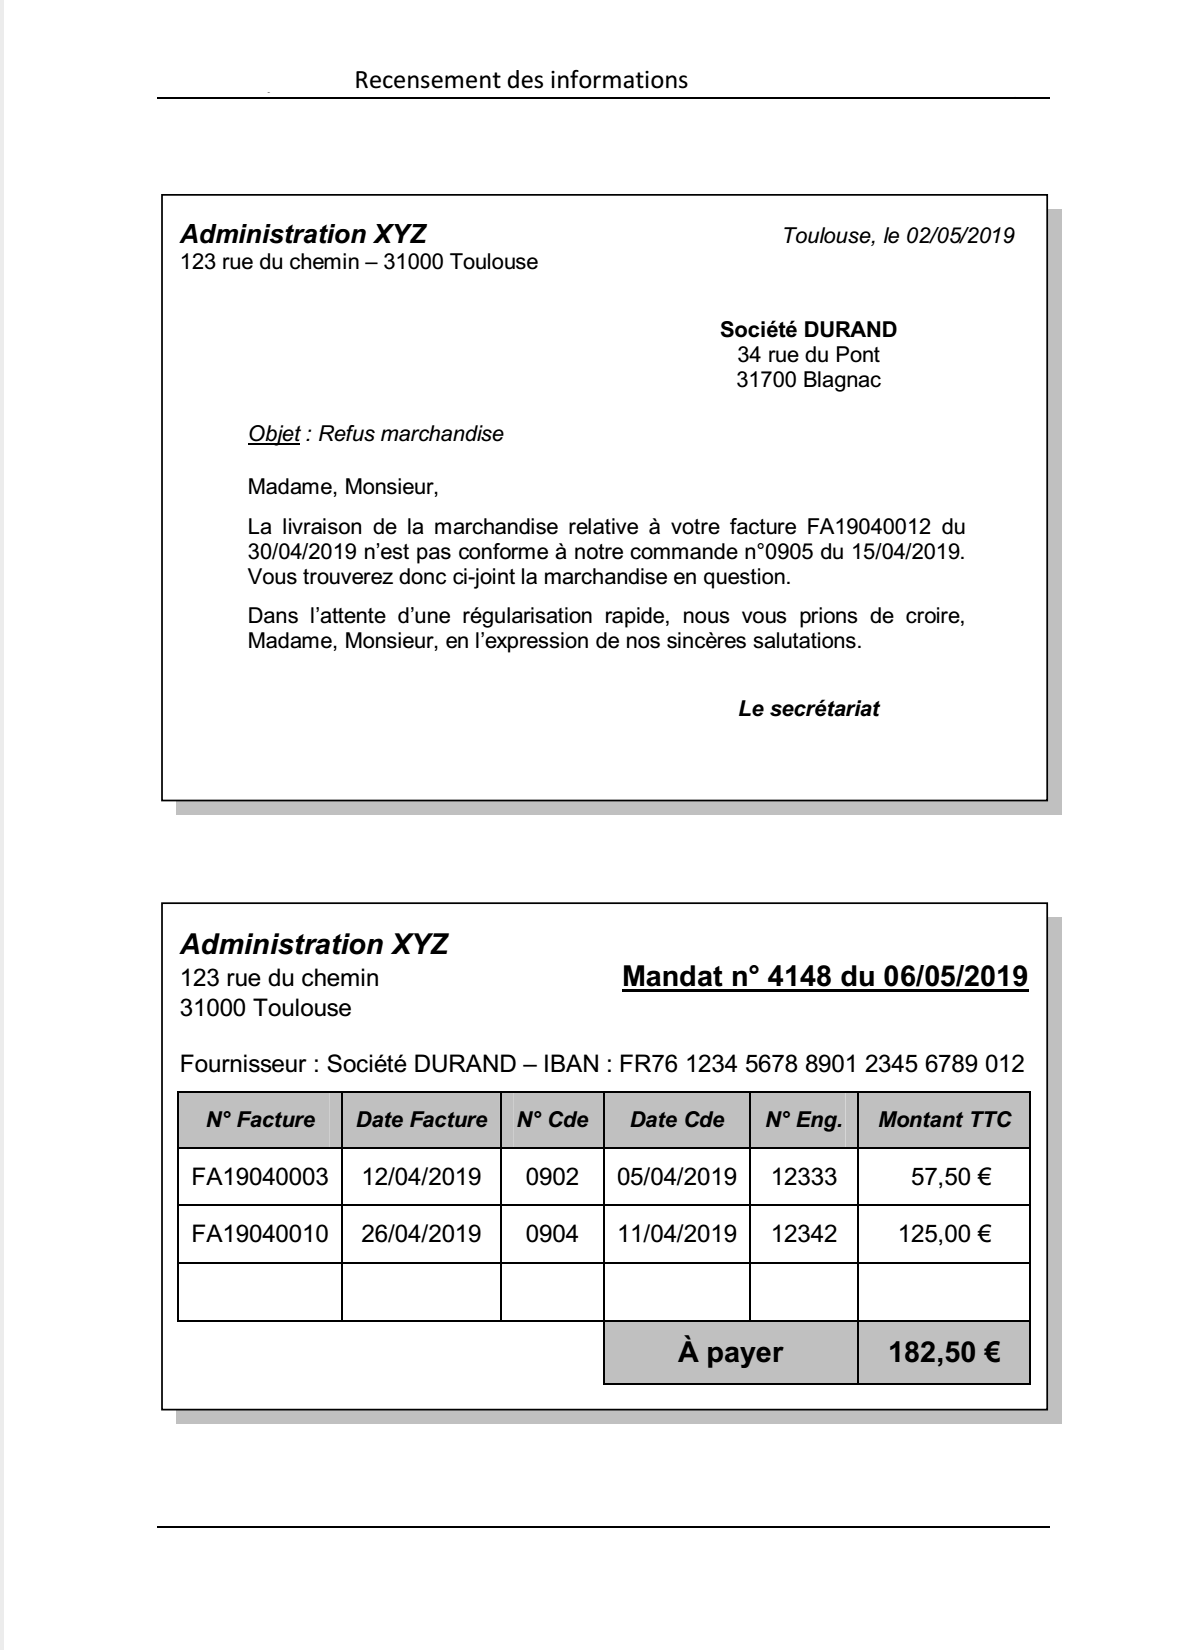 Recensement des informations
Administration XYZ
Toulouse, le 02/05/2019
123 rue du chemin – 31000 Toulouse
Société DURAND
34 rue du Pont
31700 Blagnac
Objet : Refus marchandise
Madame, Monsieur,
La livraison de la marchandise relative à votre facture FA19040012 du
30/04/2019 n’est pas conforme à notre commande n°0905 du 15/04/2019.
Vous trouverez donc ci-joint la marchandise en question.
Dans l’attente d’une régularisation rapide, nous vous prions de croire,
Madame, Monsieur, en l’expression de nos sincères salutations.
Le secrétariat
Administration XYZ
123 rue du chemin
Mandat n° 4148 du 06/05/2019
31000 Toulouse
Fournisseur : Société DURAND – IBAN : FR76 1234 5678 8901 2345 6789 012
N° Facture Date Facture N° Cde Date Cde N° Eng. Montant TTC
FA19040003 12/04/2019 0902 05/04/2019 12333 57,50 €
FA19040010 26/04/2019 0904 11/04/2019 12342 125,00 €
À payer 182,50 €